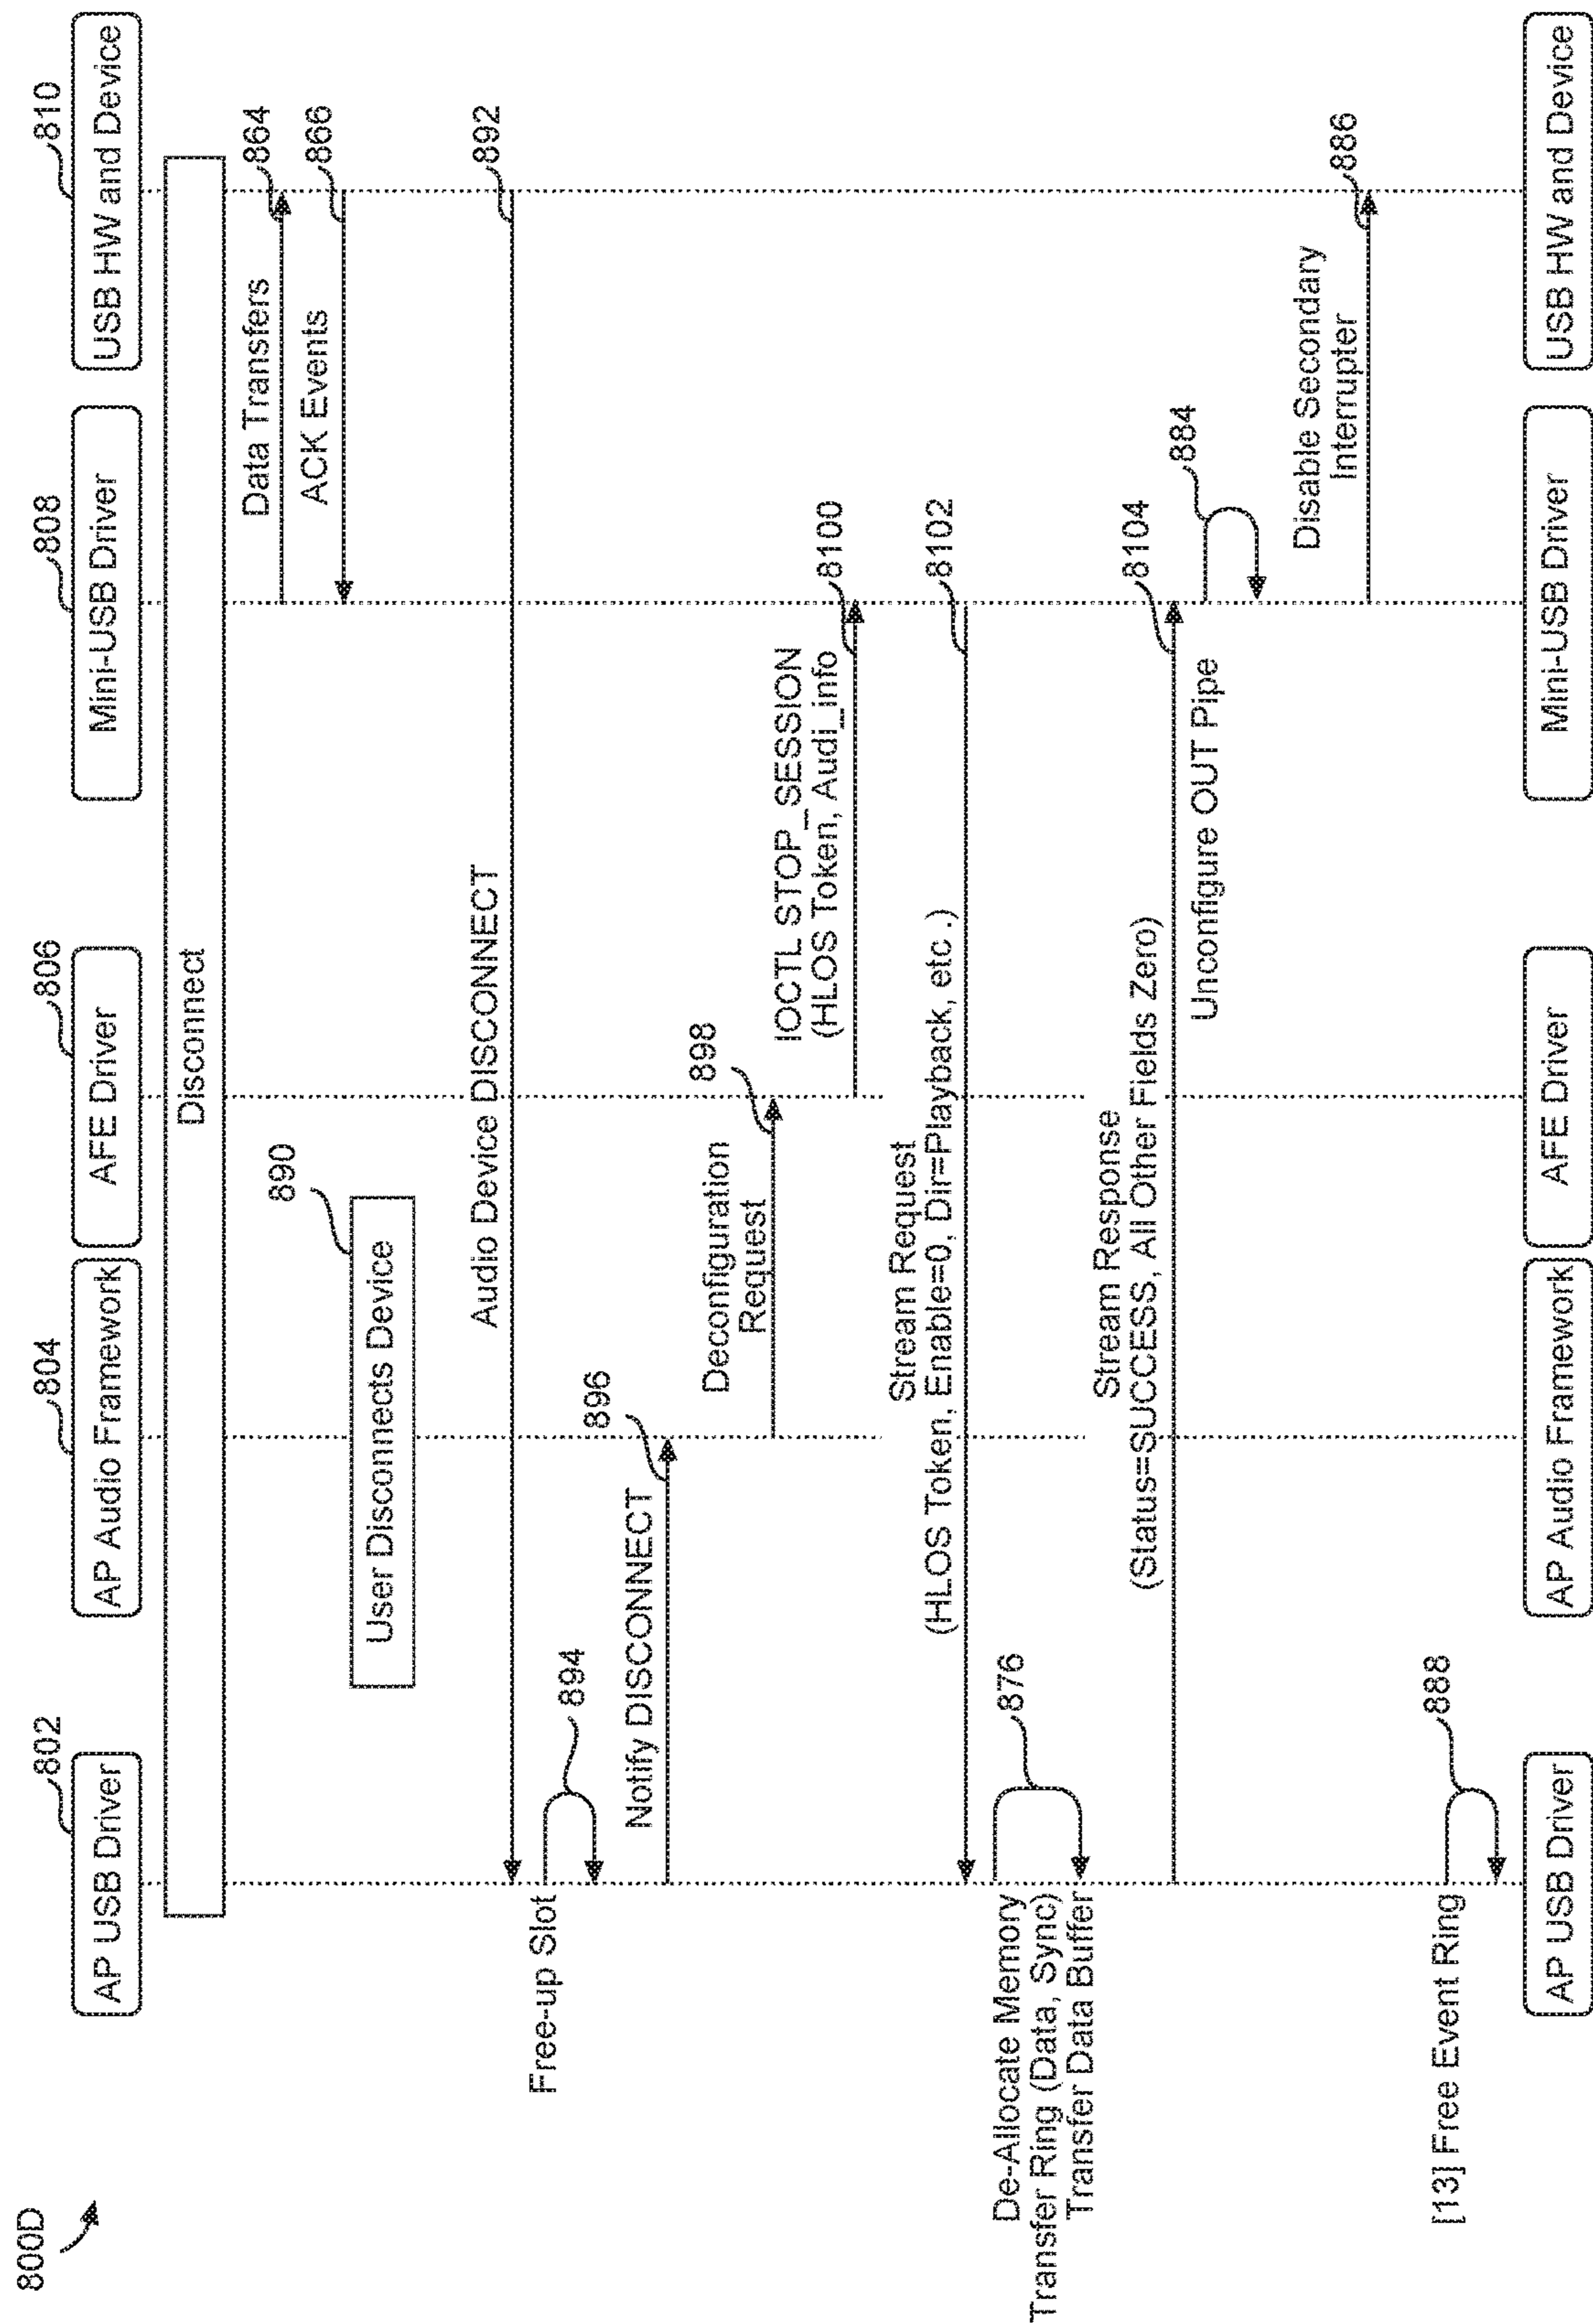 800D
802
804
806
808
810
AP USB Driver
AP Audio Framework
AFE Driver
Mini-USB Driver
USB HW and Device
Disconnect
Data Transfers
864
ACK Events
866
890
User Disconnects Device
Audio Device DISCONNECT
892
Free-up Slot
894
Notify DISCONNECT
896
Deconfiguration
Request
898
IOCTL STOP_SESSION
(HLOS Token, Audi_info
8100
Stream Request
(HLOS Token, Enable=0, Dir=Playback, etc .)
8102
De-Allocate Memory
Transfer Ring (Data, Sync)
Transfer Data Buffer
876
Stream Response
(Status=SUCCESS, All Other Fields Zero)
8104
Unconfigure OUT Pipe
884
Disable Secondary
Interrupter
886
[13] Free Event Ring
888
AP USB Driver
AP Audio Framework
AFE Driver
Mini-USB Driver
USB HW and Device